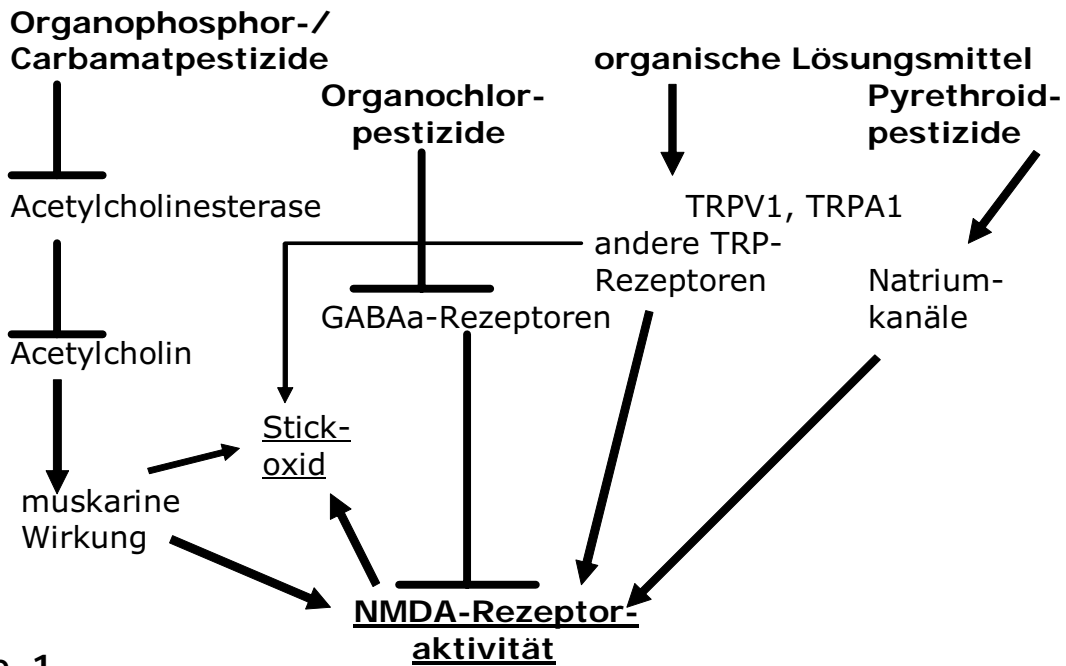 Organophosphor-/
Carbamatpestizide
Organochlor-
pestizide
organische Lösungsmittel
Pyrethroid-
pestizide
Acetylcholinesterase
TRPV1, TRPA1
andere TRP-
Rezeptoren
Natrium-
kanäle
GABAa-Rezeptoren
Acetylcholin
Stick-
oxid
muskarine
Wirkung
NMDA-Rezeptor-
aktivität
1